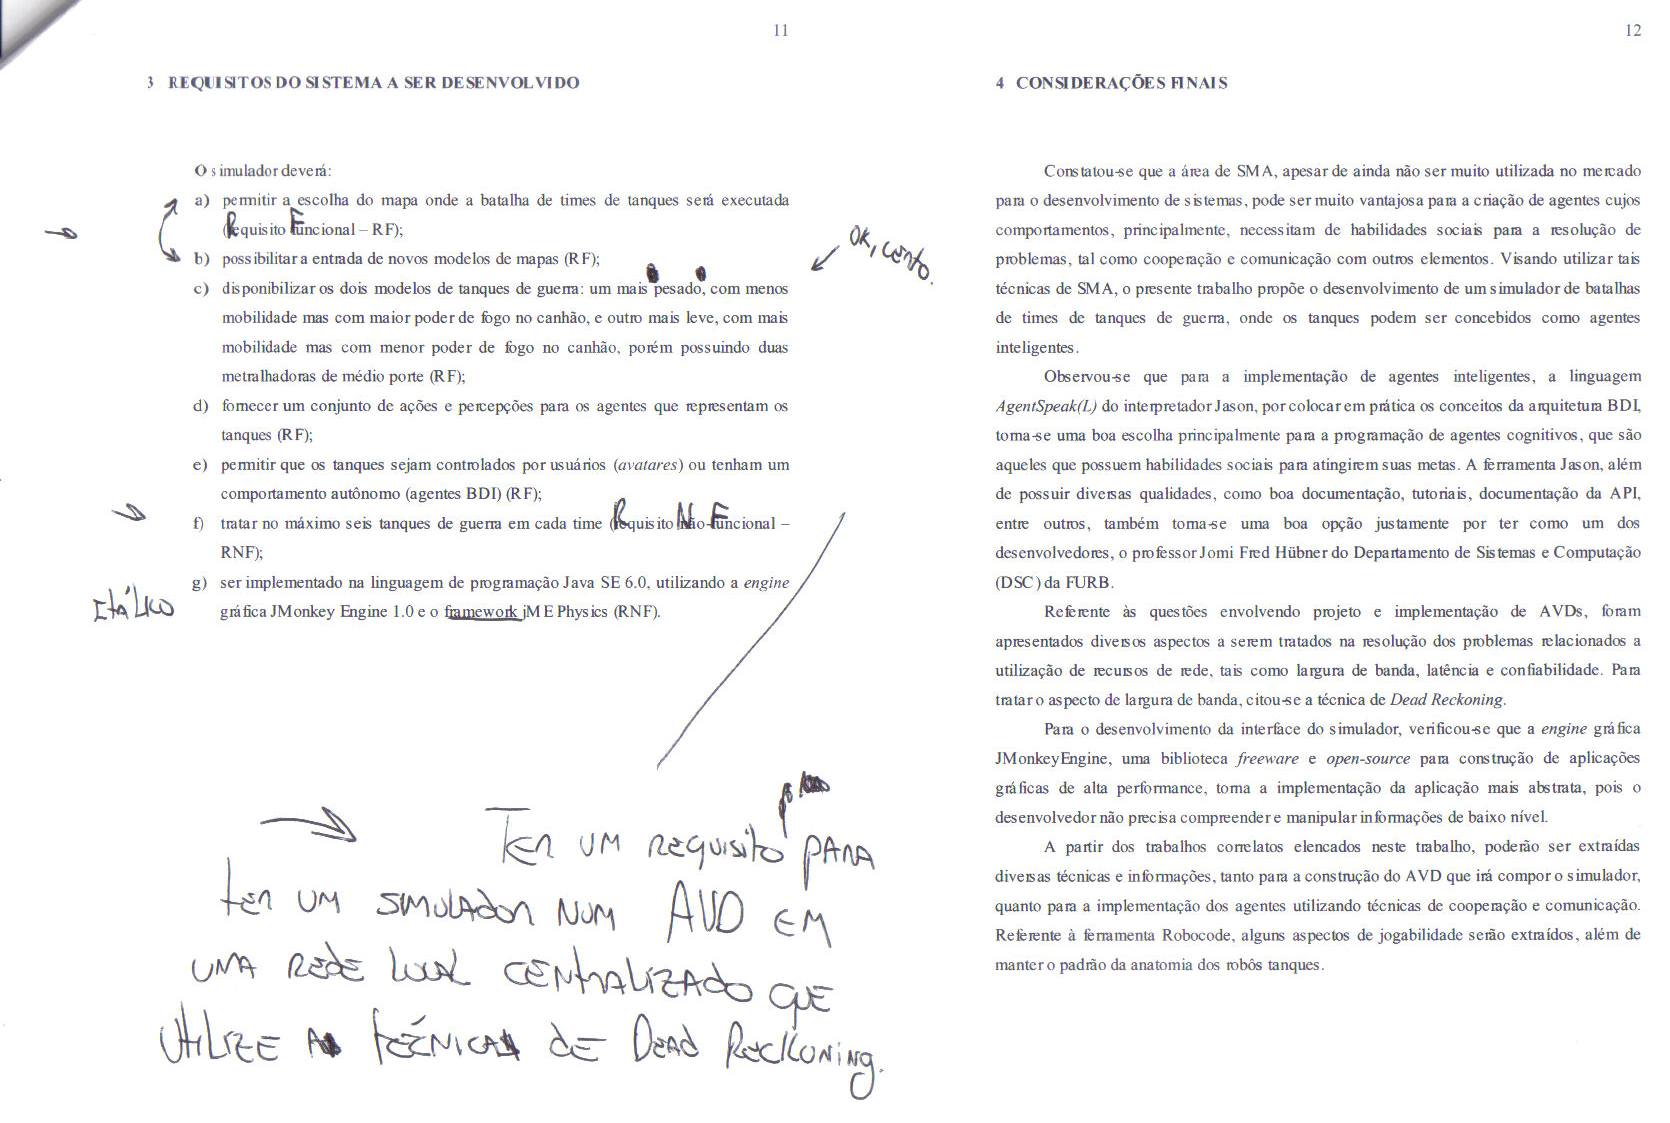 11
3 REQUISITOS DO SISTEMA A SER DESENVOLVIDO
O simulador deverá:
a) permitir a escolha do mapa onde a batalha de times de tanques será executada
(Requisito Funcional – RF);
b) possibilitar a entrada de novos modelos de mapas (RF);
OK, certo.
c) disponibilizar os dois modelos de tanques de guerra: um mais pesado, com menos
mobilidade mas com maior poder de fogo no canhão, e outro mais leve, com mais
mobilidade mas com menor poder de fogo no canhão, porém possuindo duas
metralhadoras de médio porte (RF);
d) fornecer um conjunto de ações e percepções para os agentes que representam os
tanques (RF);
e) permitir que os tanques sejam controlados por usuários (avatares) ou tenham um
comportamento autônomo (agentes BDI) (RF);
f) tratar no máximo seis tanques de guerra em cada time (Requisito Não-Funcional –
RNF);
g) ser implementado na linguagem de programação Java SE 6.0, utilizando a engine
Itálico
gráfica JMonkey Engine 1.0 e o framework jME Physics (RNF).
Ter um requisito para
ter um simulador num AVD em
uma rede local centralizado que
utilize a técnica de Dead Reckoning.
12
4 CONSIDERAÇÕES FINAIS
Constatou-se que a área de SMA, apesar de ainda não ser muito utilizada no mercado
para o desenvolvimento de sistemas, pode ser muito vantajosa para a criação de agentes cujos
comportamentos, principalmente, necessitam de habilidades sociais para a resolução de
problemas, tal como cooperação e comunicação com outros elementos. Visando utilizar tais
técnicas de SMA, o presente trabalho propõe o desenvolvimento de um simulador de batalhas
de times de tanques de guerra, onde os tanques podem ser concebidos como agentes
inteligentes.
Observou-se que para a implementação de agentes inteligentes, a linguagem
AgentSpeak(L) do interpretador Jason, por colocar em prática os conceitos da arquitetura BDI,
torna-se uma boa escolha principalmente para a programação de agentes cognitivos, que são
aqueles que possuem habilidades sociais para atingirem suas metas. A ferramenta Jason, além
de possuir diversas qualidades, como boa documentação, tutoriais, documentação da API,
entre outros, também torna-se uma boa opção justamente por ter como um dos
desenvolvedores, o professor Jomi Fred Hübner do Departamento de Sistemas e Computação
(DSC) da FURB.
Referente às questões envolvendo projeto e implementação de AVDs, foram
apresentados diversos aspectos a serem tratados na resolução dos problemas relacionados a
utilização de recursos de rede, tais como largura de banda, latência e confiabilidade. Para
tratar o aspecto de largura de banda, citou-se a técnica de Dead Reckoning.
Para o desenvolvimento da interface do simulador, verificou-se que a engine gráfica
JMonkeyEngine, uma biblioteca freeware e open-source para construção de aplicações
gráficas de alta performance, torna a implementação da aplicação mais abstrata, pois o
desenvolvedor não precisa compreender e manipular informações de baixo nível.
A partir dos trabalhos correlatos elencados neste trabalho, poderão ser extraídas
diversas técnicas e informações, tanto para a construção do AVD que irá compor o simulador,
quanto para a implementação dos agentes utilizando técnicas de cooperação e comunicação.
Referente à ferramenta Robocode, alguns aspectos de jogabilidade serão extraídos, além de
manter o padrão da anatomia dos robôs tanques.